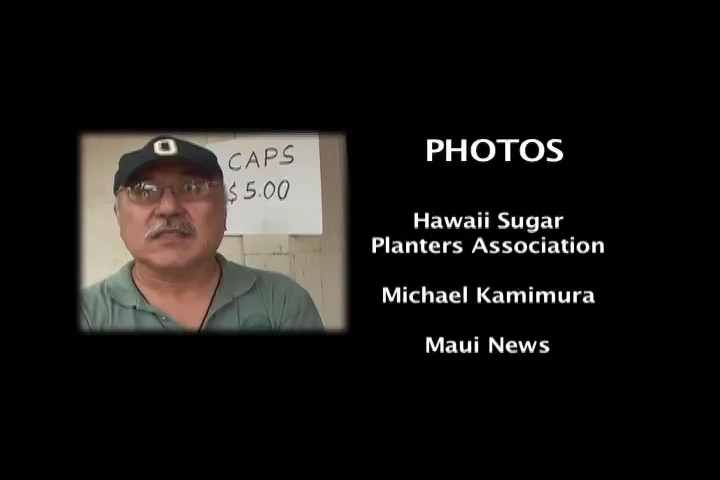 O
CAPS
$5.00
PHOTOS
Hawaii Sugar
Planters Association
Michael Kamimura
Maui News